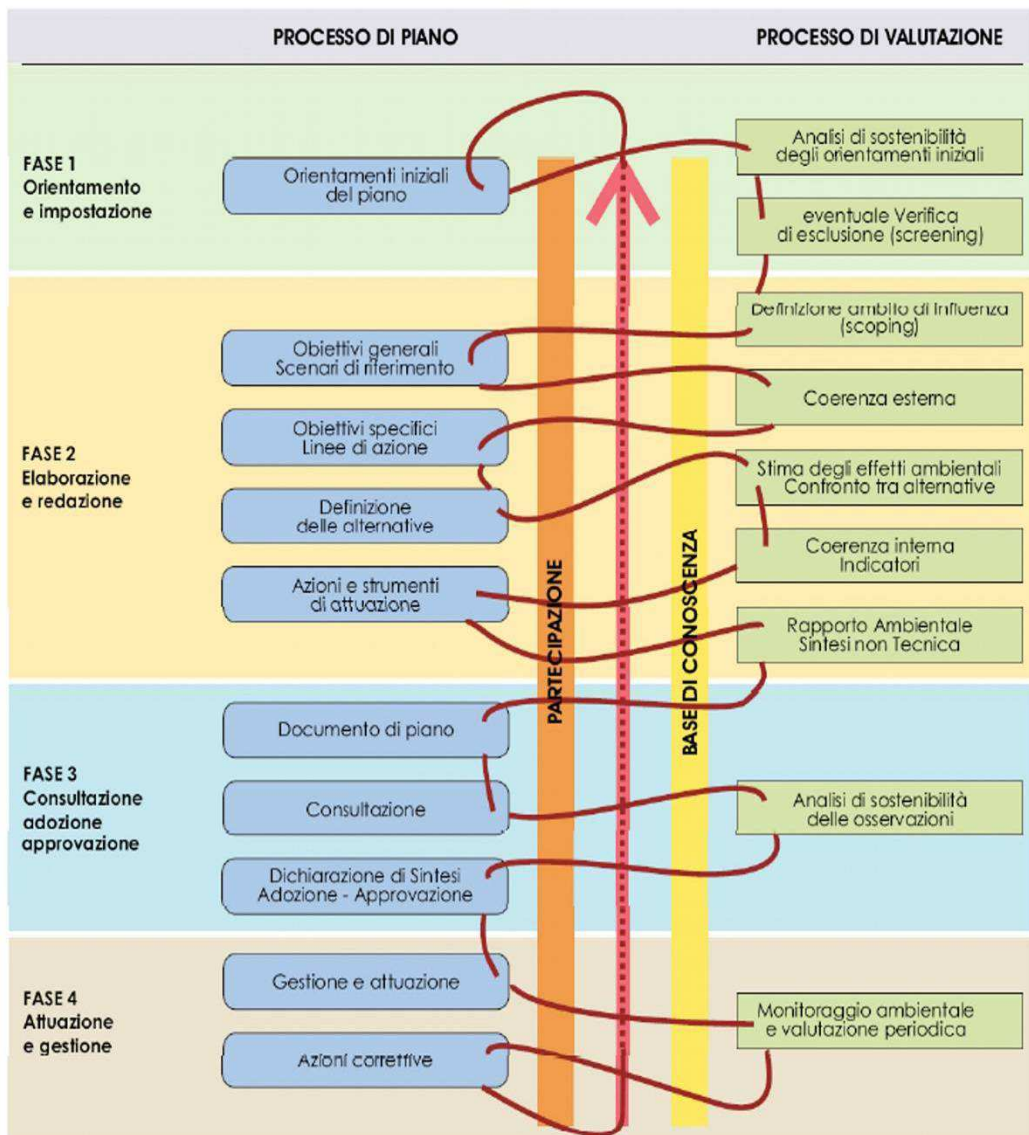 PROCESSO DI PIANO
PROCESSO DI VALUTAZIONE
FASE 1
Orientamento
e impostazione
Orientamenti iniziali
del piano
Analisi di sostenibilità
degli orientamenti iniziali
eventuale Verifica
di esclusione (screening)
FASE 2
Elaborazione
e redazione
Obiettivi generali
Scenari di riferimento
Definizione ambito di influenza
(scoping)
Coerenza esterna
Obiettivi specifici
Linee di azione
Definizione
delle alternative
Stima degli effetti ambientali
Confronto tra alternative
Azioni e strumenti
di attuazione
Coerenza interna
Indicatori
Rapporto Ambientale
Sintesi non Tecnica
PARTECIPAZIONE
BASE DI CONOSCENZA
FASE 3
Consultazione
adozione
approvazione
Documento di piano
Consultazione
Analisi di sostenibilità
delle osservazioni
Dichiarazione di Sintesi
Adozione - Approvazione
FASE 4
Attuazione
e gestione
Gestione e attuazione
Monitoraggio ambientale
e valutazione periodica
Azioni correttive